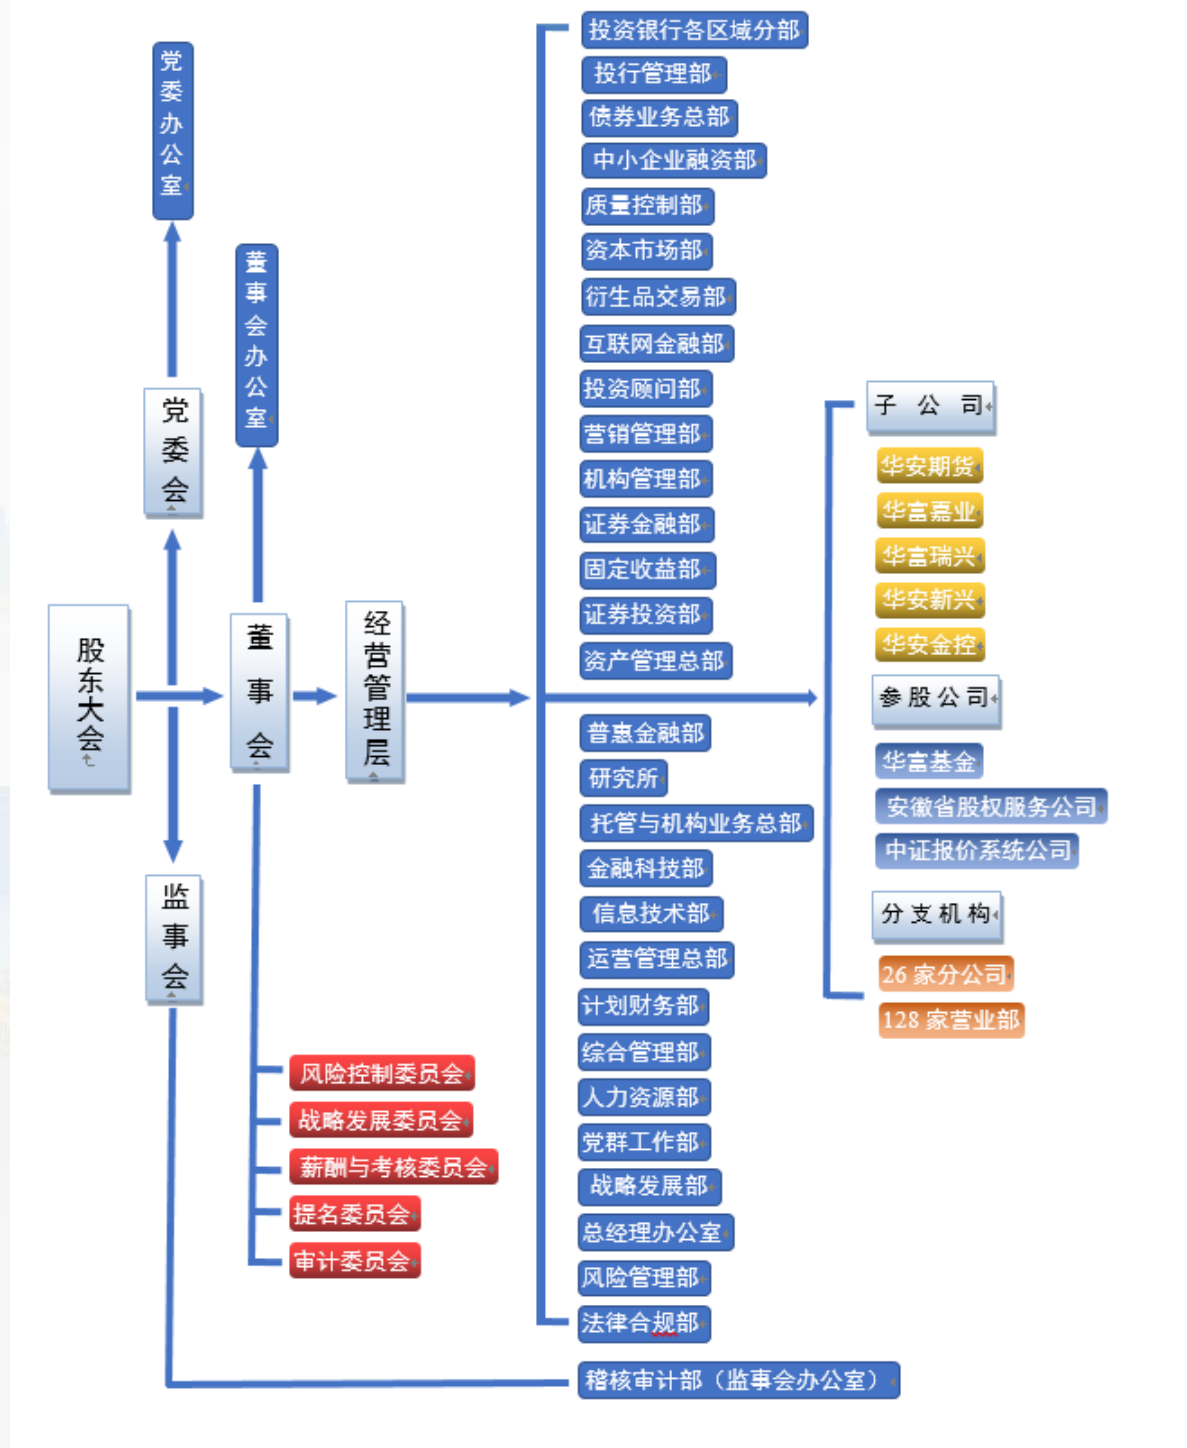 党委办公室
董事会办公室
党委会
股东大会
董事会
经营管理层
监事会
风险控制委员会
战略发展委员会
薪酬与考核委员会
提名委员会
审计委员会
投资银行各区域分部
投行管理部
债券业务总部
中小企业融资部
质量控制部
资本市场部
衍生品交易部
互联网金融部
投资顾问部
营销管理部
机构管理部
证券金融部
固定收益部
证券投资部
资产管理总部
普惠金融部
研究所
托管与机构业务总部
金融科技部
信息技术部
运营管理总部
计划财务部
综合管理部
人力资源部
党群工作部
战略发展部
总经理办公室
风险管理部
法律合规部
稽核审计部（监事会办公室）
子 公 司
华安期货
华富嘉业
华富瑞兴
华安新兴
华安金控
参股公司
华富基金
安徽省股权服务公司
中证报价系统公司
分支机构
26 家分公司
128 家营业部